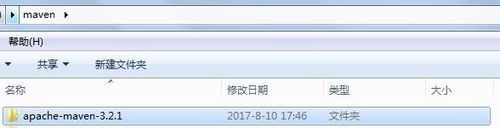 maven
帮助(H)
共享 新建文件夹
名称 修改日期 类型 大小
apache-maven-3.2.1 2017-8-10 17:46 文件夹